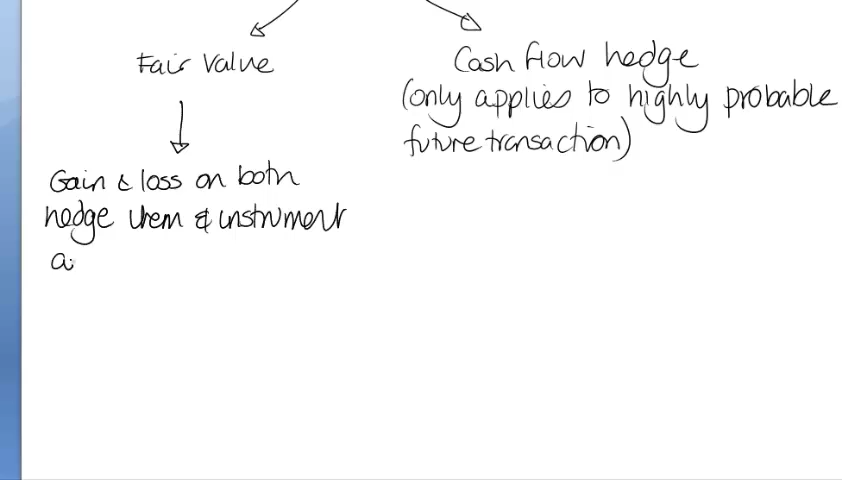 Fair Value
Cash flow hedge
(only applies to highly probable
future transaction)
Gain & loss on both
hedge item & instrument
a